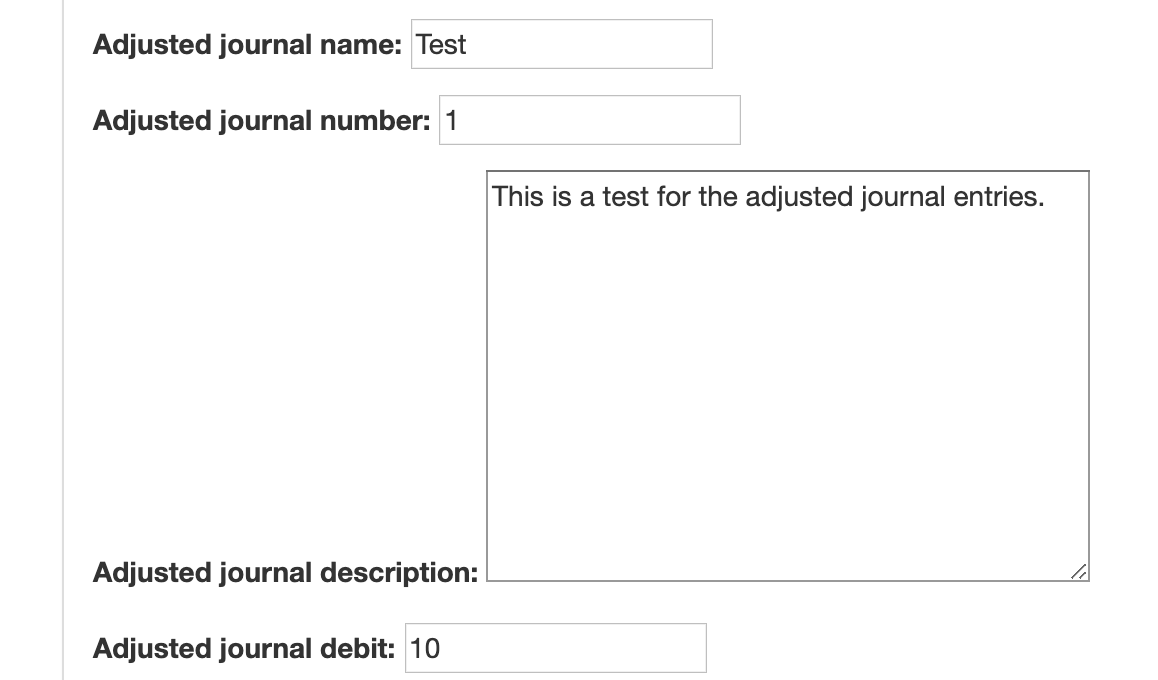 Adjusted journal name: Test
Adjusted journal number: 1
This is a test for the adjusted journal entries.
Adjusted journal description:
Adjusted journal debit: 10